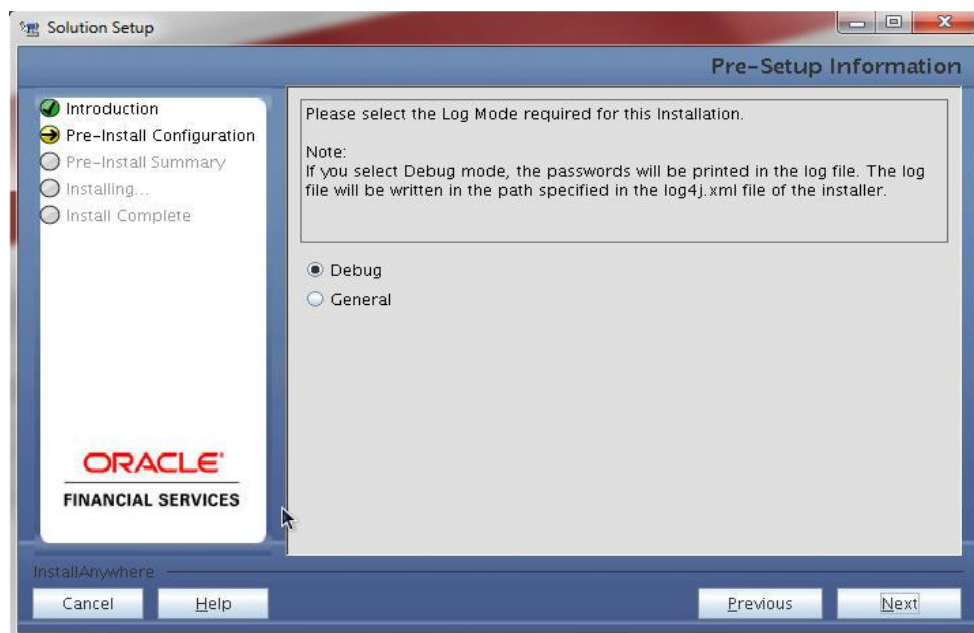 Solution Setup
Pre-Setup Information
Introduction
Pre-Install Configuration
Pre-Install Summary
Installing...
Install Complete
ORACLE
FINANCIAL SERVICES
Please select the Log Mode required for this Installation.
Note:
If you select Debug mode, the passwords will be printed in the log file. The log
file will be written in the path specified in the log4j.xml file of the installer.
Debug
General
InstallAnywhere
Cancel
Help
Previous
Next